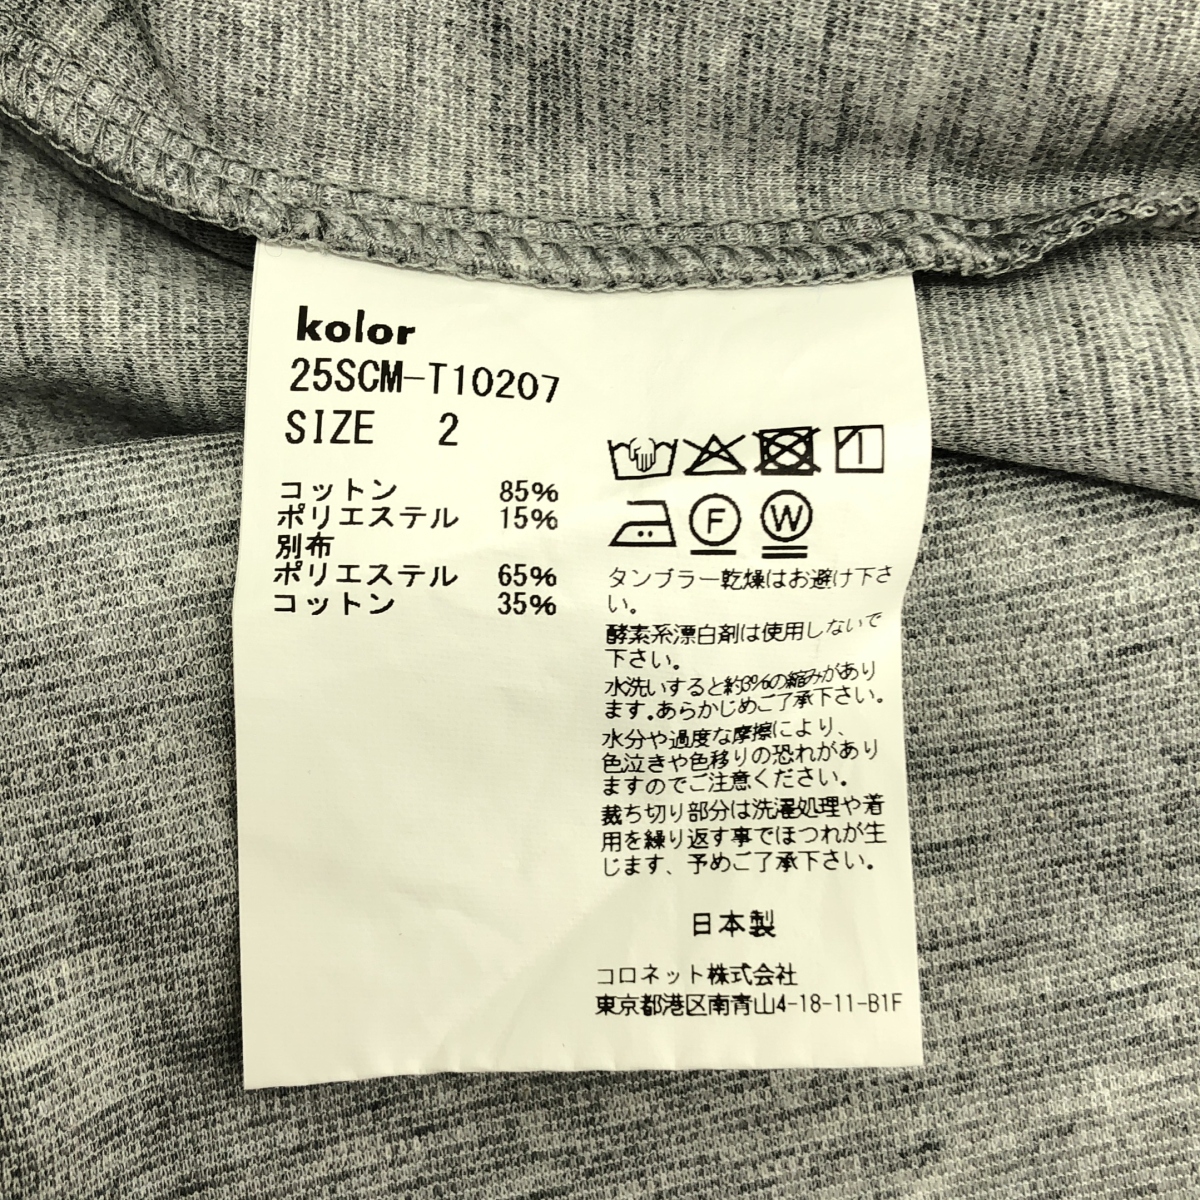 kolor
25SCM-T10207
SIZE 2
コットン 85%
ポリエステル 15%
別布
ポリエステル 65%
コットン 35%
F W
タンブラー乾燥はお避け下さ
い。
酵素系漂白剤は使用しないで
下さい。
水洗いすると約3%の縮みがあり
ます。あらかじめご了承下さい。
水分や過度な摩擦により、
色泣きや色移りの恐れがあり
ますのでご注意ください。
裁ち切り部分は洗濯処理や着
用を繰り返す事でほつれが生
じます、予めご了承下さい。
日本製
コロネット株式会社
東京都港区南青山4-18-11-B1F